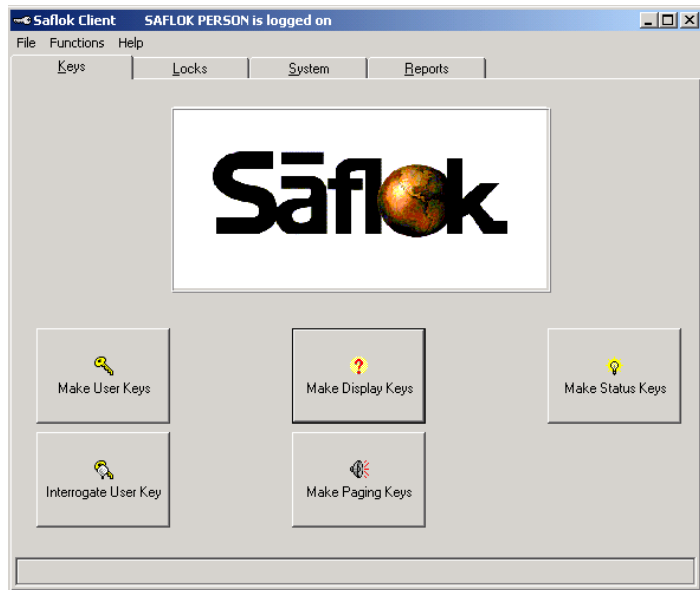 Saflok Client SAFLOK PERSON is logged on
File Functions Help
Keys Locks System Reports
Sāflok
Make User Keys Make Display Keys Make Status Keys
Interrogate User Key Make Paging Keys